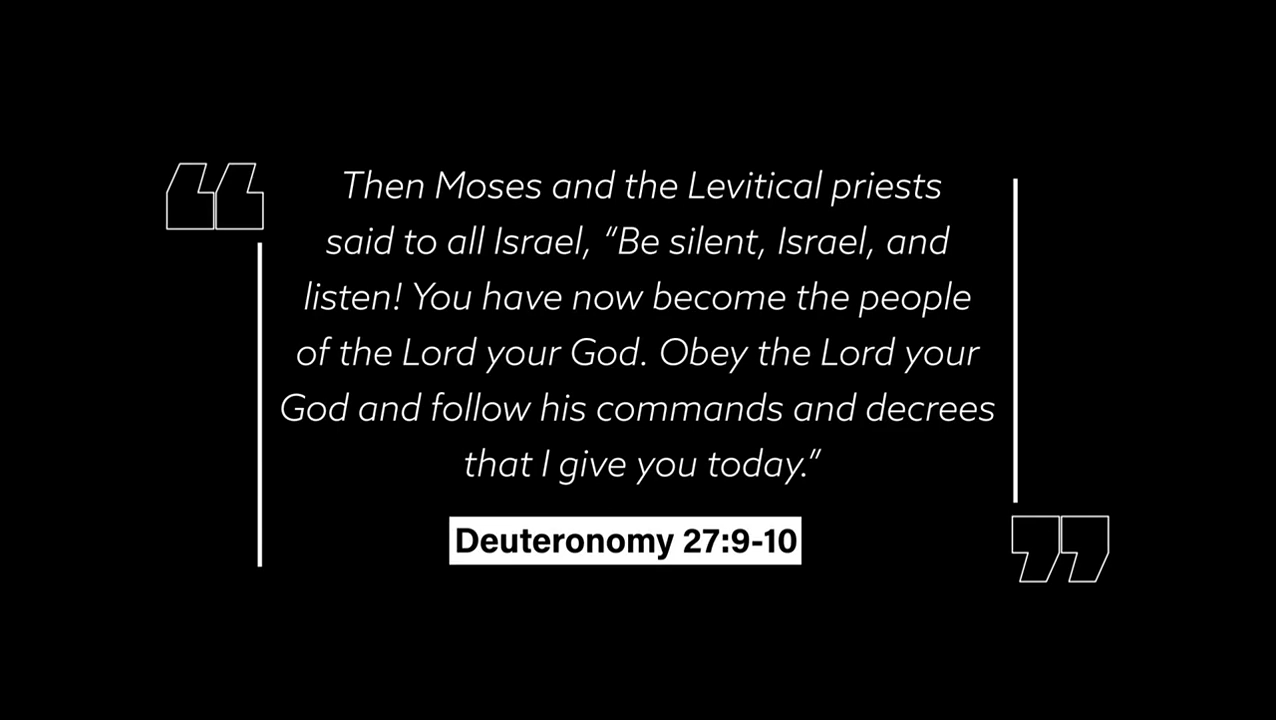 Then Moses and the Levitical priests
said to all Israel, “Be silent, Israel, and
listen! You have now become the people
of the Lord your God. Obey the Lord your
God and follow his commands and decrees
that I give you today.”
Deuteronomy 27:9-10